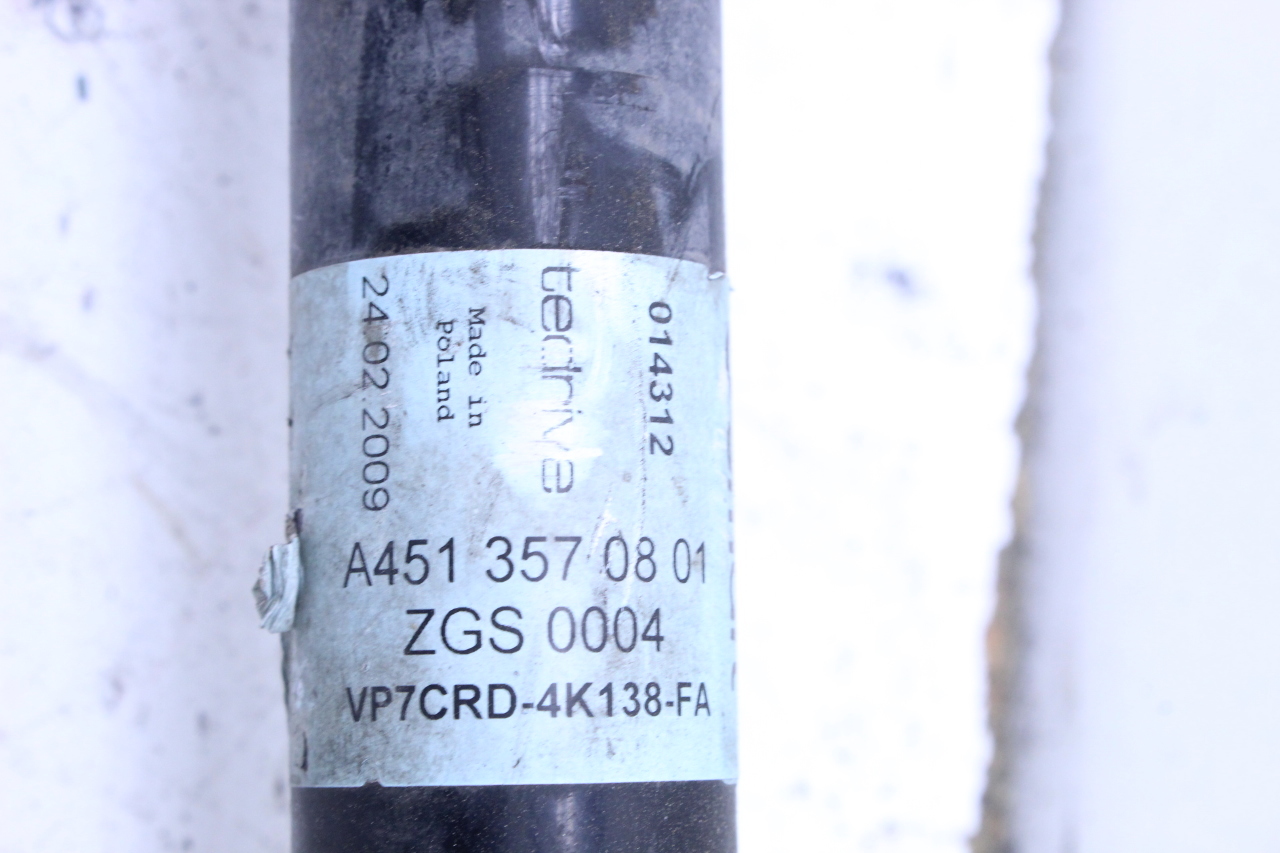 014312
tedrive
Made in
Poland
24.02.2009
A451 357 08 01
ZGS 0004
VP7CRD-4K138-FA